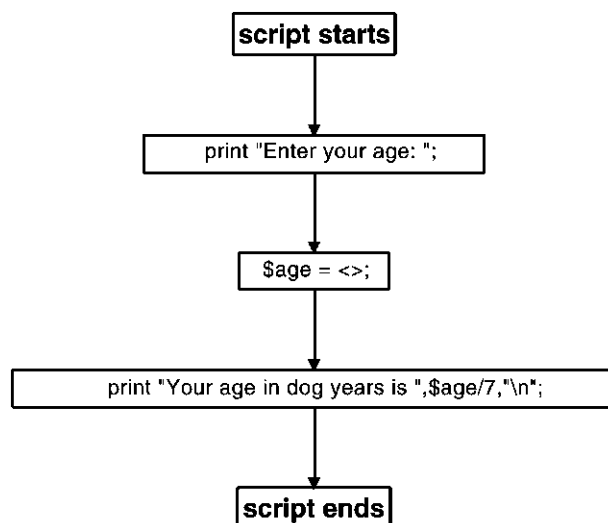 script starts
print "Enter your age: ";
$age = <>;
print "Your age in dog years is ",$age/7,"\n";
script ends